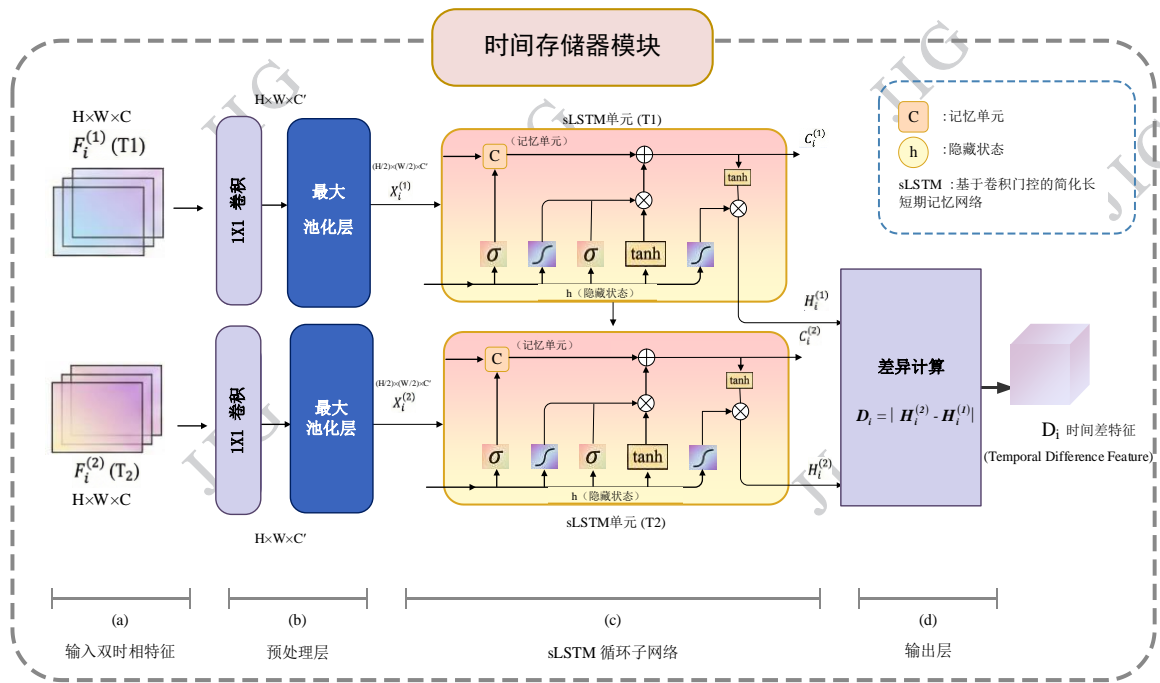 时间存储器模块
H×W×C
F_i^(1) (T1)
H×W×C′
1X1 卷积
最大
池化层
(H/2)×(W/2)×C′
X_i^(1)
sLSTM单元 (T1)
C
（记忆单元）
tanh
σ
σ
tanh
h（隐藏状态）
C_i^(1)
C
:记忆单元
h
:隐藏状态
sLSTM :基于卷积门控的简化长
短期记忆网络
H_i^(1)
C_i^(2)
F_i^(2) (T₂)
H×W×C
1X1 卷积
最大
池化层
H×W×C′
(H/2)×(W/2)×C′
X_i^(2)
C
（记忆单元）
tanh
σ
σ
tanh
h（隐藏状态）
sLSTM单元 (T2)
H_i^(2)
差异计算
D_i = | H_i^(2) - H_i^(1)|
D_i 时间差特征
(Temporal Difference Feature)
(a)
输入双时相特征
(b)
预处理层
(c)
sLSTM 循环子网络
(d)
输出层
JIG
JIG
JIG
JIG
JIG